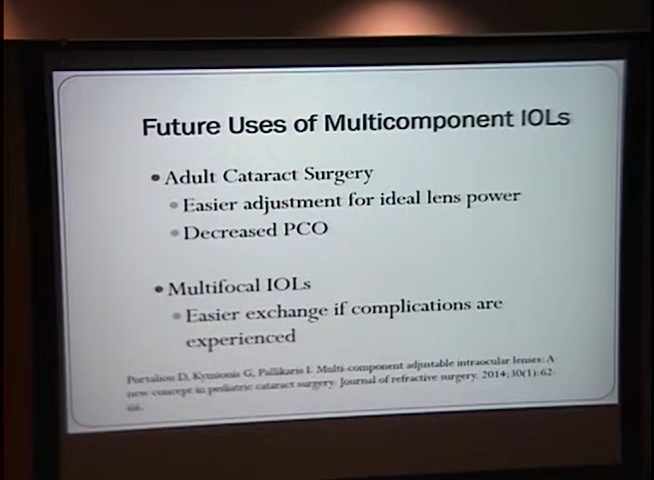 Future Uses of Multicomponent IOLs
• Adult Cataract Surgery
• Easier adjustment for ideal lens power
• Decreased PCO
• Multifocal IOLs
• Easier exchange if complications are
experienced
Portaliou D, Kymionis G, Pallikaris I. Multi-component adjustable intraocular lenses: A
new concept in pediatric cataract surgery. Journal of refractive surgery. 2014;30(1):62-
66.